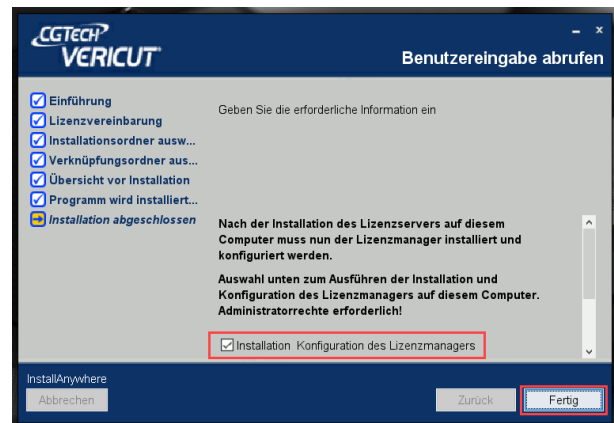 CGTECH
VERICUT
Benutzereingabe abrufen
Einführung
Lizenzvereinbarung
Installationsordner ausw...
Verknüpfungsordner aus...
Übersicht vor Installation
Programm wird installiert...
Installation abgeschlossen
Geben Sie die erforderliche Information ein
Nach der Installation des Lizenzservers auf diesem
Computer muss nun der Lizenzmanager installiert und
konfiguriert werden.
Auswahl unten zum Ausführen der Installation und
Konfiguration des Lizenzmanagers auf diesem Computer.
Administratorrechte erforderlich!
Installation Konfiguration des Lizenzmanagers
InstallAnywhere
Abbrechen
Zurück
Fertig